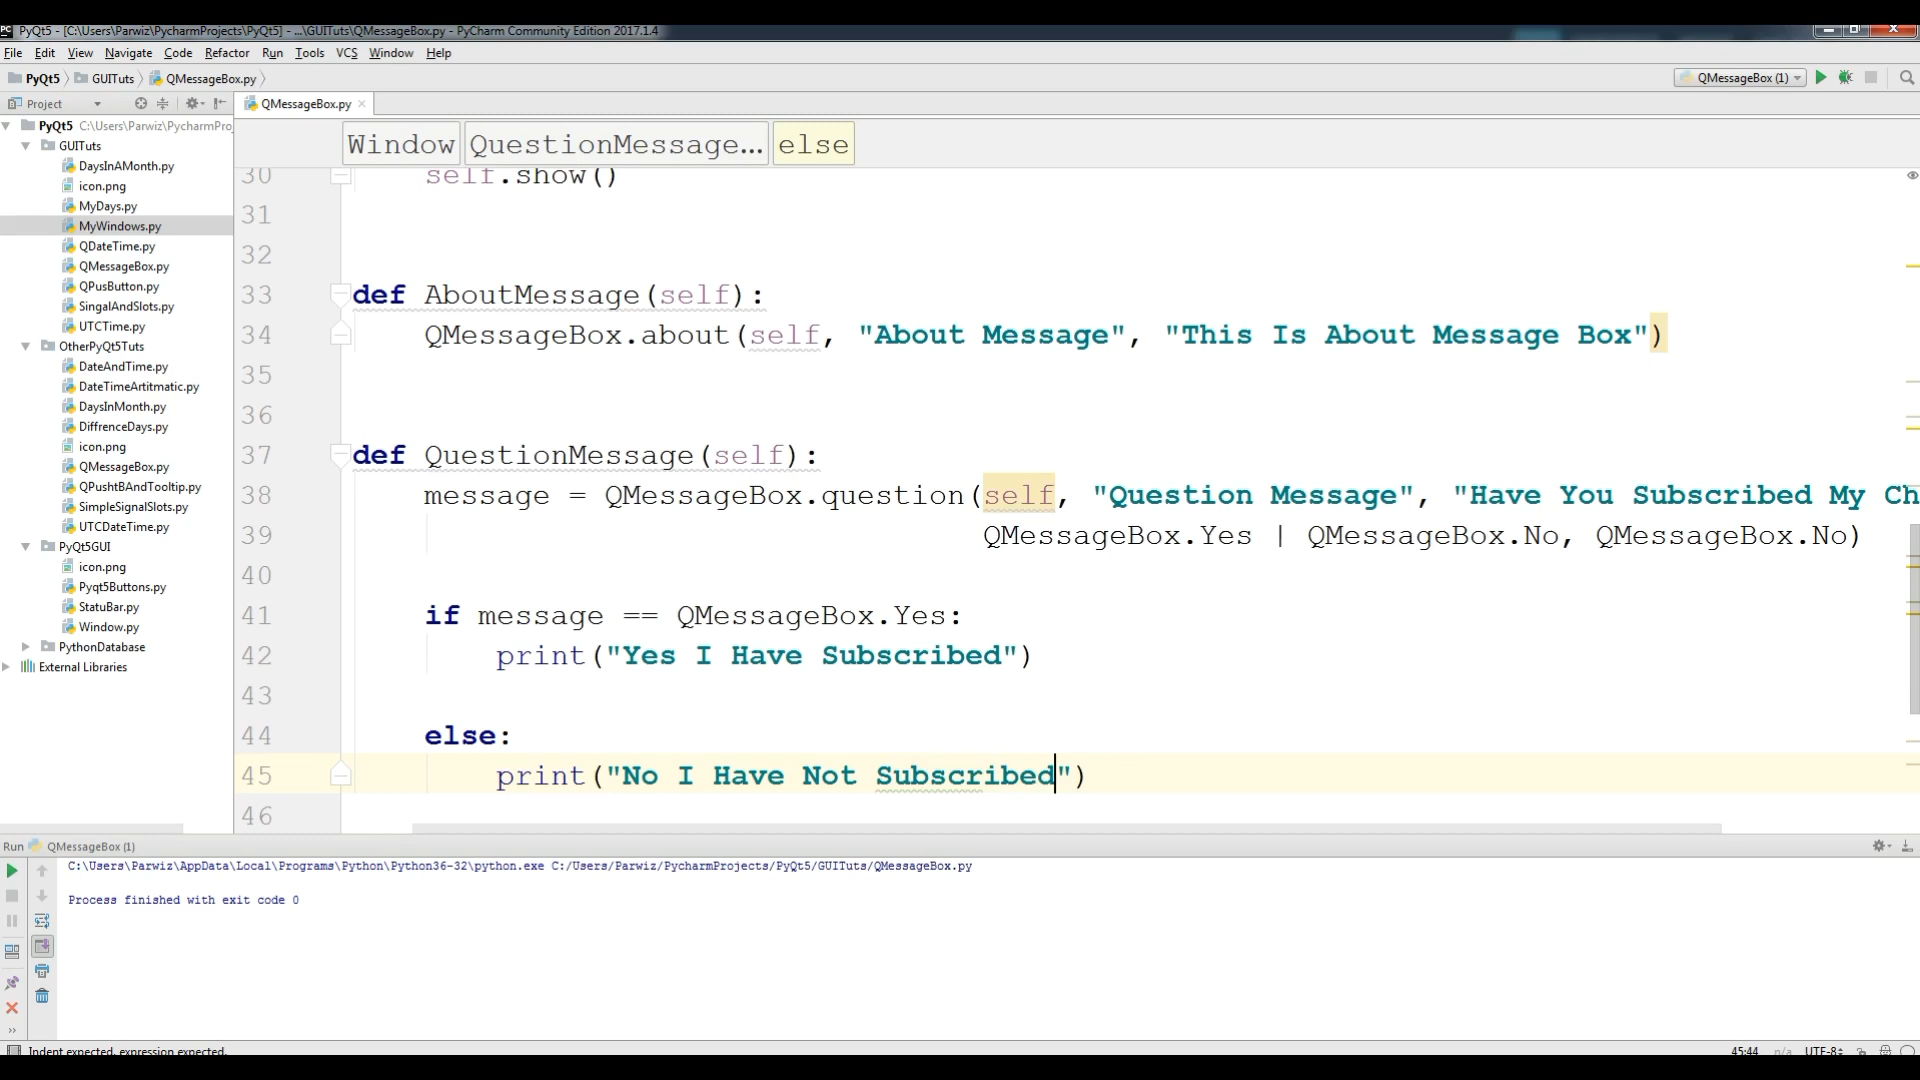 PyQt5 - [C:\Users\Parwiz\PycharmProjects\PyQt5] - ...\GUITuts\QMessageBox.py - PyCharm Community Edition 2017.1.4
File Edit View Navigate Code Refactor Run Tools VCS Window Help
PyQt5 GUITuts QMessageBox.py QMessageBox (1)
Project QMessageBox.py
PyQt5 C:\Users\Parwiz\PycharmPro
GUITuts
DaysInAMonth.py
icon.png
MyDays.py
MyWindows.py
QDateTime.py
QMessageBox.py
QPusButton.py
SingalAndSlots.py
UTCTime.py
OtherPyQt5Tuts
DateAndTime.py
DateTimeArtitmatic.py
DaysInMonth.py
DiffrenceDays.py
icon.png
QMessageBox.py
QPushtBAndTooltip.py
SimpleSignalSlots.py
UTCDateTime.py
PyQt5GUI
icon.png
Pyqt5Buttons.py
StatuBar.py
Window.py
PythonDatabase
External Libraries
Window QuestionMessage... else
30 self.show()
31
32
33 def AboutMessage(self):
34 QMessageBox.about(self, "About Message", "This Is About Message Box")
35
36
37 def QuestionMessage(self):
38 message = QMessageBox.question(self, "Question Message", "Have You Subscribed My Ch
39 QMessageBox.Yes | QMessageBox.No, QMessageBox.No)
40
41 if message == QMessageBox.Yes:
42 print("Yes I Have Subscribed")
43
44 else:
45 print("No I Have Not Subscribed")
46
Run QMessageBox (1)
C:\Users\Parwiz\AppData\Local\Programs\Python\Python36-32\python.exe C:/Users/Parwiz/PycharmProjects/PyQt5/GUITuts/QMessageBox.py
Process finished with exit code 0
Indent expected, expression expected. 45:44 n/a UTF-8